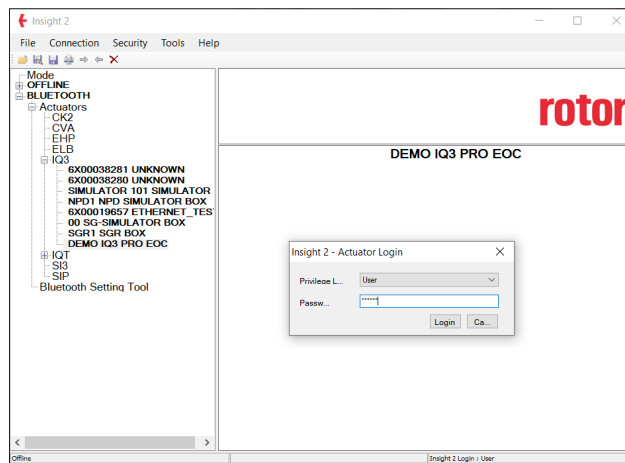 Insight 2
File Connection Security Tools Help
Mode
OFFLINE
BLUETOOTH
Actuators
CK2
CVA
EHP
ELB
IQ3
6X00038281 UNKNOWN
6X00038280 UNKNOWN
SIMULATOR 101 SIMULATOR
NPD1 NPD SIMULATOR BOX
6X00019657 ETHERNET_TES
00 SG-SIMULATOR BOX
SGR1 SGR BOX
DEMO IQ3 PRO EOC
IQT
SI3
SIP
Bluetooth Setting Tool
rotor
DEMO IQ3 PRO EOC
Insight 2 - Actuator Login
Privilege L... User
Passw... ******
Login Ca...
Offline
Insight 2 Login : User